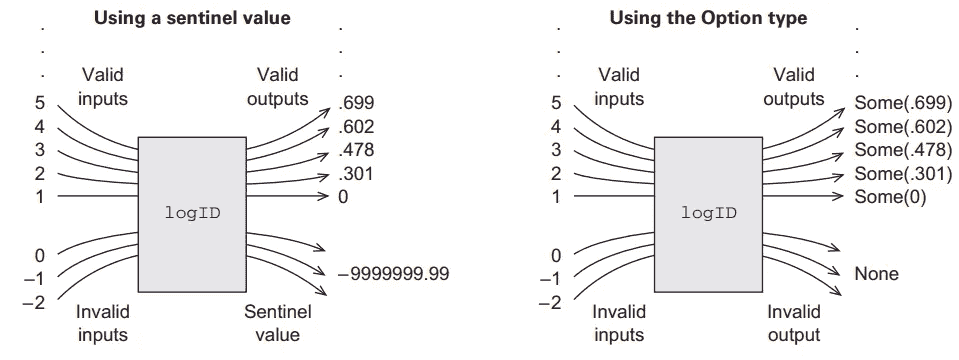 Using a sentinel value
Valid
inputs
Valid
outputs
5
4
3
2
1
.699
.602
.478
.301
0
logID
0
–1
–2
–9999999.99
Invalid
inputs
Sentinel
value
Using the Option type
Valid
inputs
Valid
outputs
5
4
3
2
1
Some(.699)
Some(.602)
Some(.478)
Some(.301)
Some(0)
logID
0
–1
–2
None
Invalid
inputs
Invalid
output